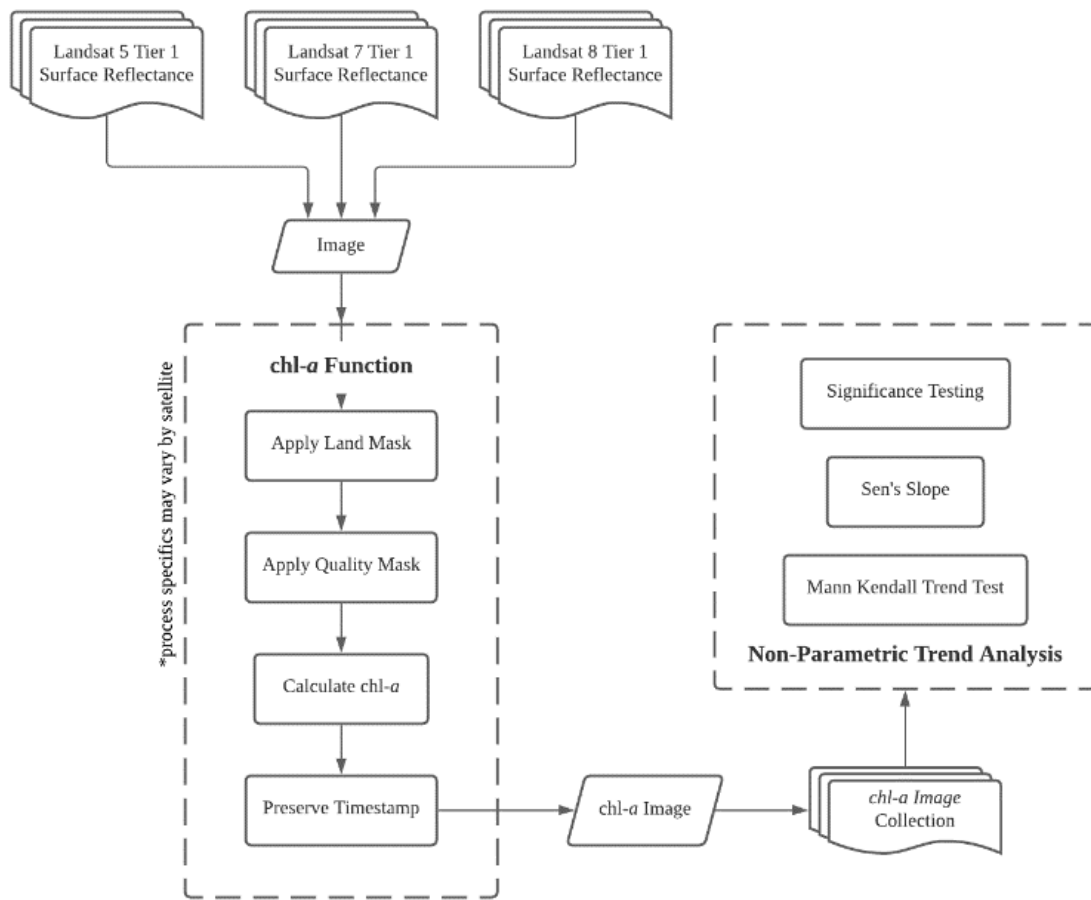 Landsat 5 Tier 1
Surface Reflectance
Landsat 7 Tier 1
Surface Reflectance
Landsat 8 Tier 1
Surface Reflectance
Image
*process specifics may vary by satellite
chl-a Function
Apply Land Mask
Apply Quality Mask
Calculate chl-a
Preserve Timestamp
chl-a Image
chl-a Image
Collection
Significance Testing
Sen's Slope
Mann Kendall Trend Test
Non-Parametric Trend Analysis